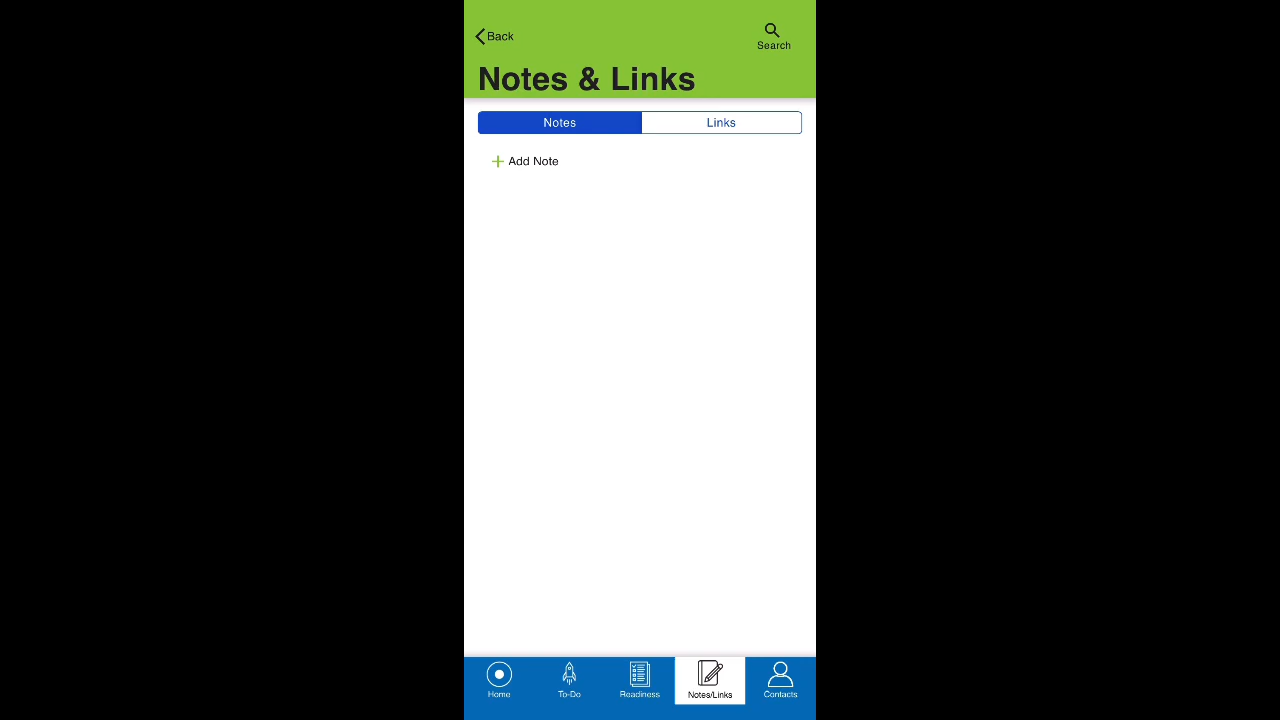 Back
Search
Notes & Links
Notes Links
Add Note
Home To-Do Readiness Notes/Links Contacts